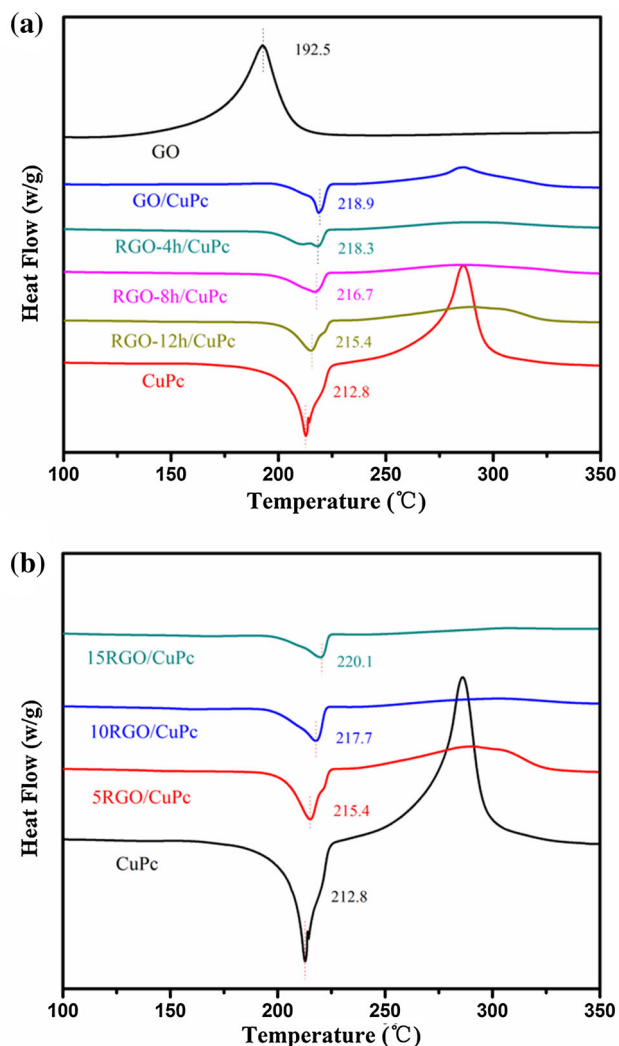 (a)
192.5
GO
GO/CuPc
218.9
RGO-4h/CuPc
218.3
RGO-8h/CuPc
216.7
RGO-12h/CuPc
215.4
CuPc
212.8
Heat Flow (w/g)
100 150 200 250 300 350
Temperature (℃)
(b)
15RGO/CuPc
220.1
10RGO/CuPc
217.7
5RGO/CuPc
215.4
CuPc
212.8
Heat Flow (w/g)
100 150 200 250 300 350
Temperature (℃)